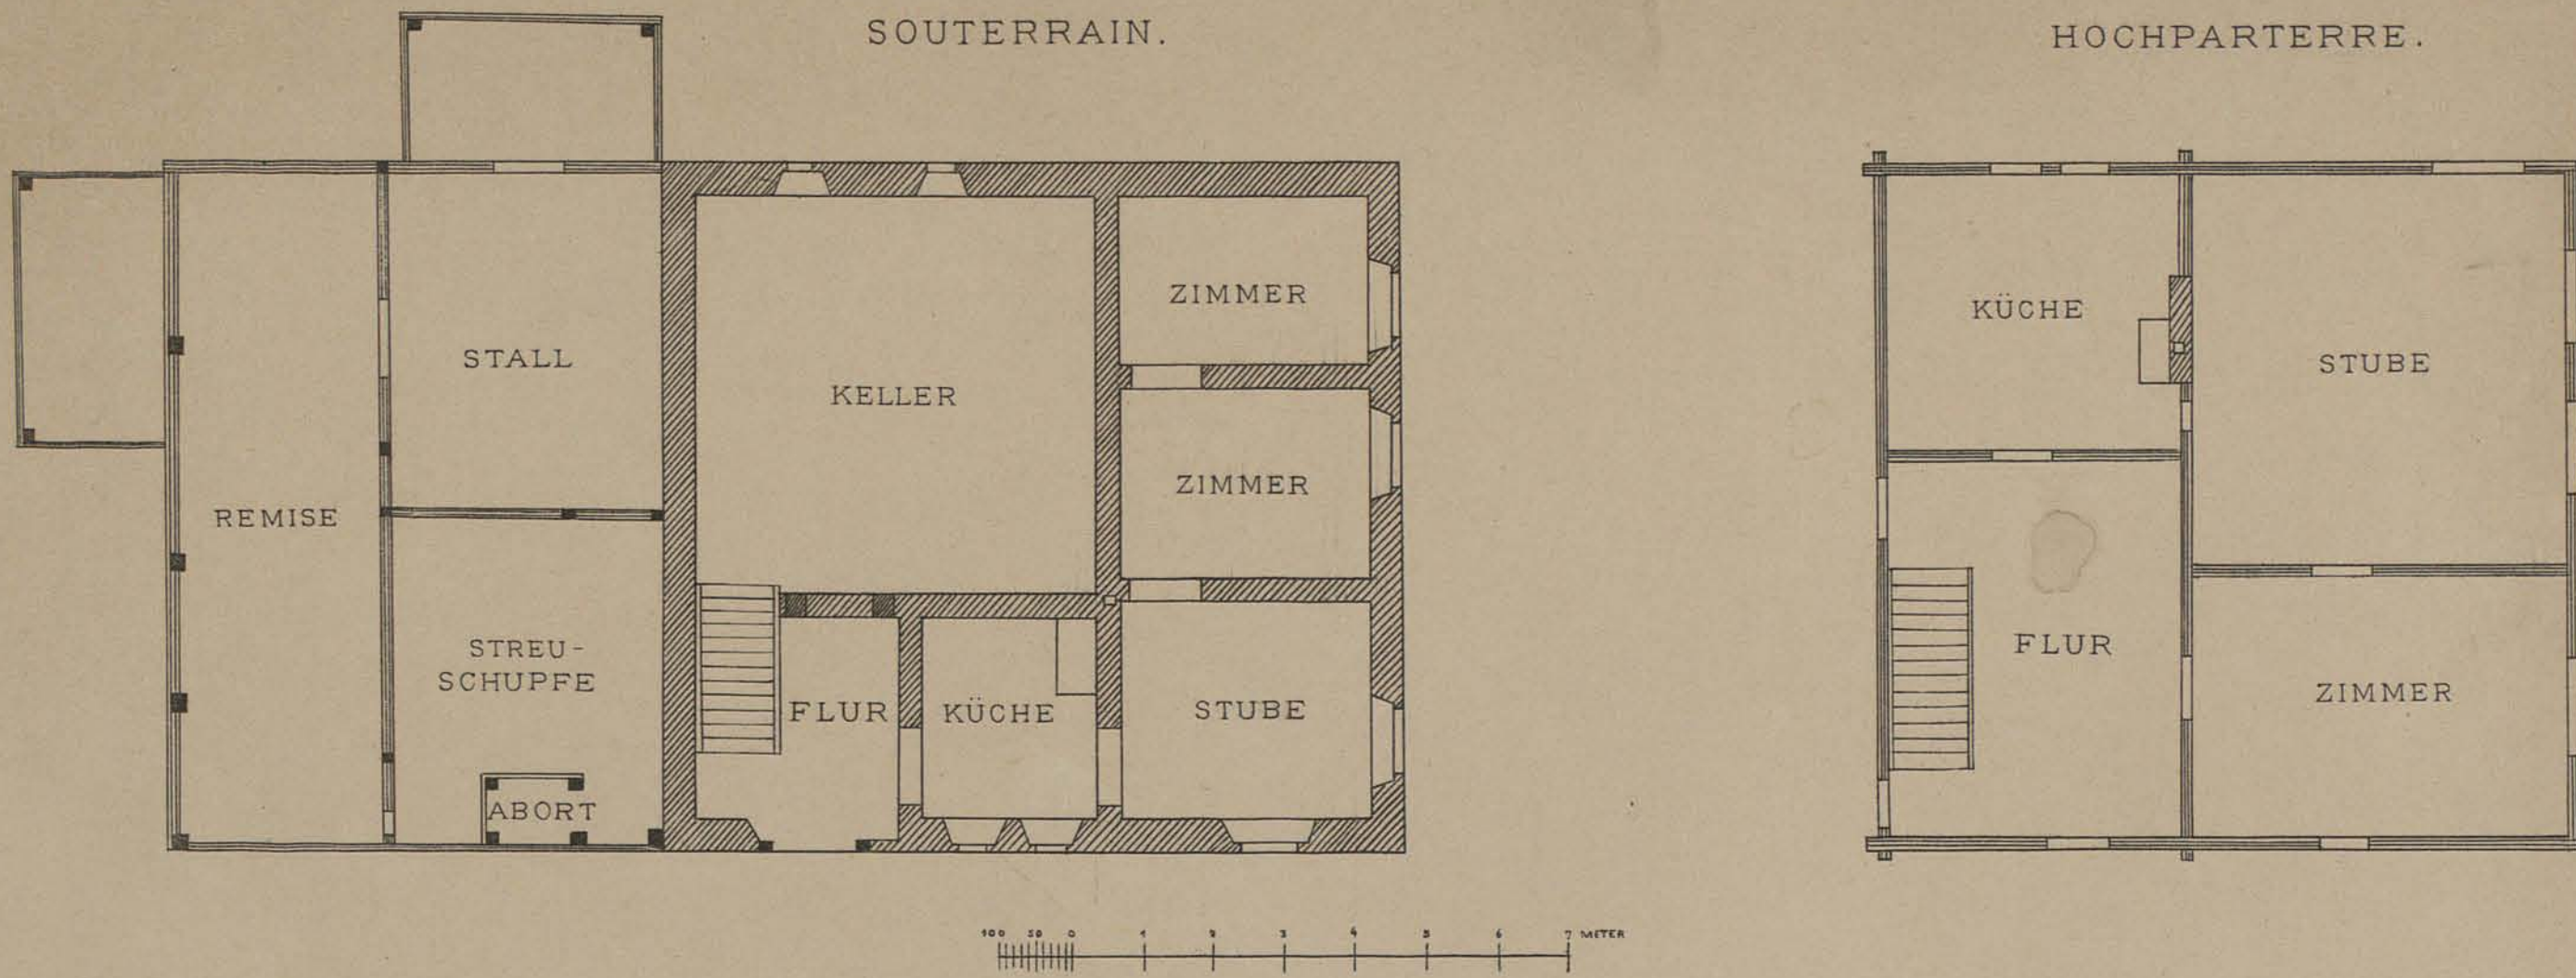 SOUTERRAIN.
HOCHPARTERRE.
ZIMMER
STALL
KELLER
ZIMMER
REMISE
STREU-
SCHUPFE
FLUR
KÜCHE
STUBE
ABORT
KÜCHE
STUBE
FLUR
ZIMMER
100 50 0 1 2 3 4 5 6 7 METER